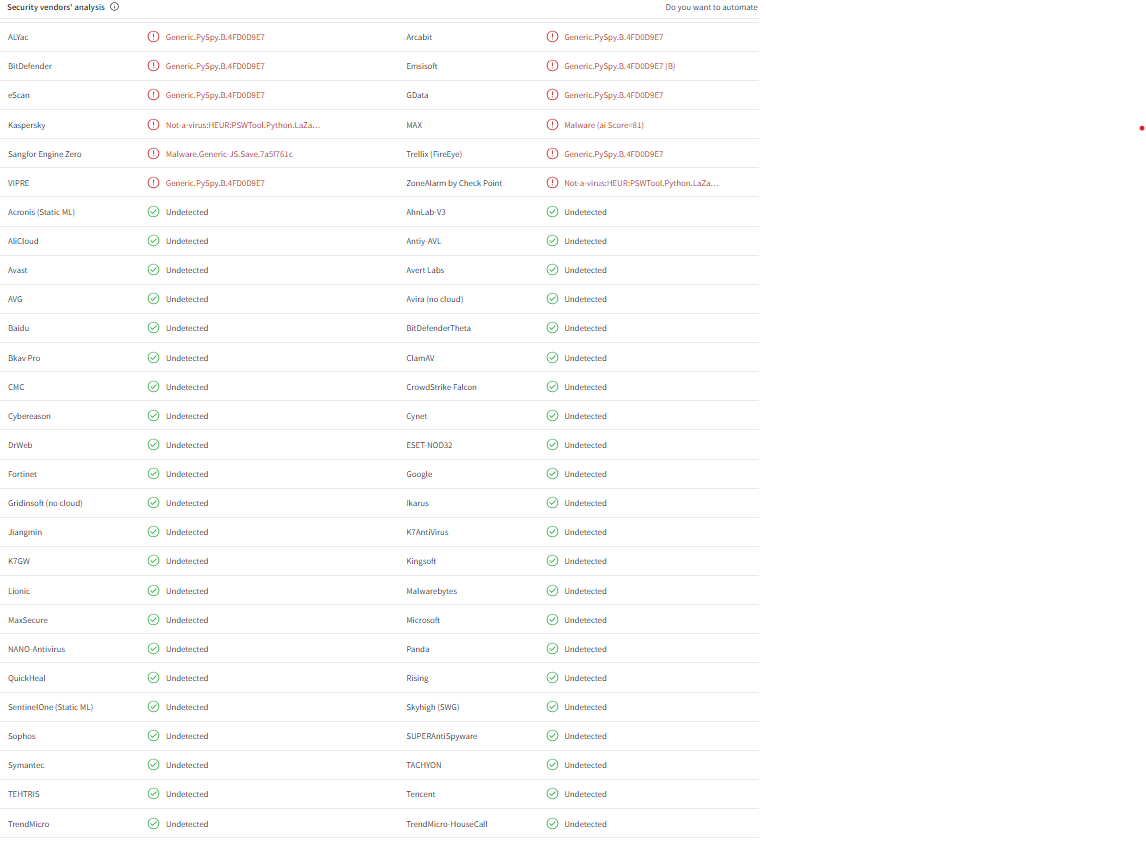 Security vendors' analysis Do you want to automate
ALYac Generic.PySpy.B.4FD0D9E7 Arcabit Generic.PySpy.B.4FD0D9E7
BitDefender Generic.PySpy.B.4FD0D9E7 Emsisoft Generic.PySpy.B.4FD0D9E7 (B)
eScan Generic.PySpy.B.4FD0D9E7 GData Generic.PySpy.B.4FD0D9E7
Kaspersky Not-a-virus:HEUR:PSWTool.Python.LaZa... MAX Malware (ai Score=81)
Sangfor Engine Zero Malware.Generic-JS.Save.7a5f761c Trellix (FireEye) Generic.PySpy.B.4FD0D9E7
VIPRE Generic.PySpy.B.4FD0D9E7 ZoneAlarm by Check Point Not-a-virus:HEUR:PSWTool.Python.LaZa...
Acronis (Static ML) Undetected AhnLab-V3 Undetected
AliCloud Undetected Antiy-AVL Undetected
Avast Undetected Avert Labs Undetected
AVG Undetected Avira (no cloud) Undetected
Baidu Undetected BitDefenderTheta Undetected
Bkav Pro Undetected ClamAV Undetected
CMC Undetected CrowdStrike Falcon Undetected
Cybereason Undetected Cynet Undetected
DrWeb Undetected ESET-NOD32 Undetected
Fortinet Undetected Google Undetected
Gridinsoft (no cloud) Undetected Ikarus Undetected
Jiangmin Undetected K7AntiVirus Undetected
K7GW Undetected Kingsoft Undetected
Lionic Undetected Malwarebytes Undetected
MaxSecure Undetected Microsoft Undetected
NANO-Antivirus Undetected Panda Undetected
QuickHeal Undetected Rising Undetected
SentinelOne (Static ML) Undetected Skyhigh (SWG) Undetected
Sophos Undetected SUPERAntiSpyware Undetected
Symantec Undetected TACHYON Undetected
TEHTRIS Undetected Tencent Undetected
TrendMicro Undetected TrendMicro-HouseCall Undetected